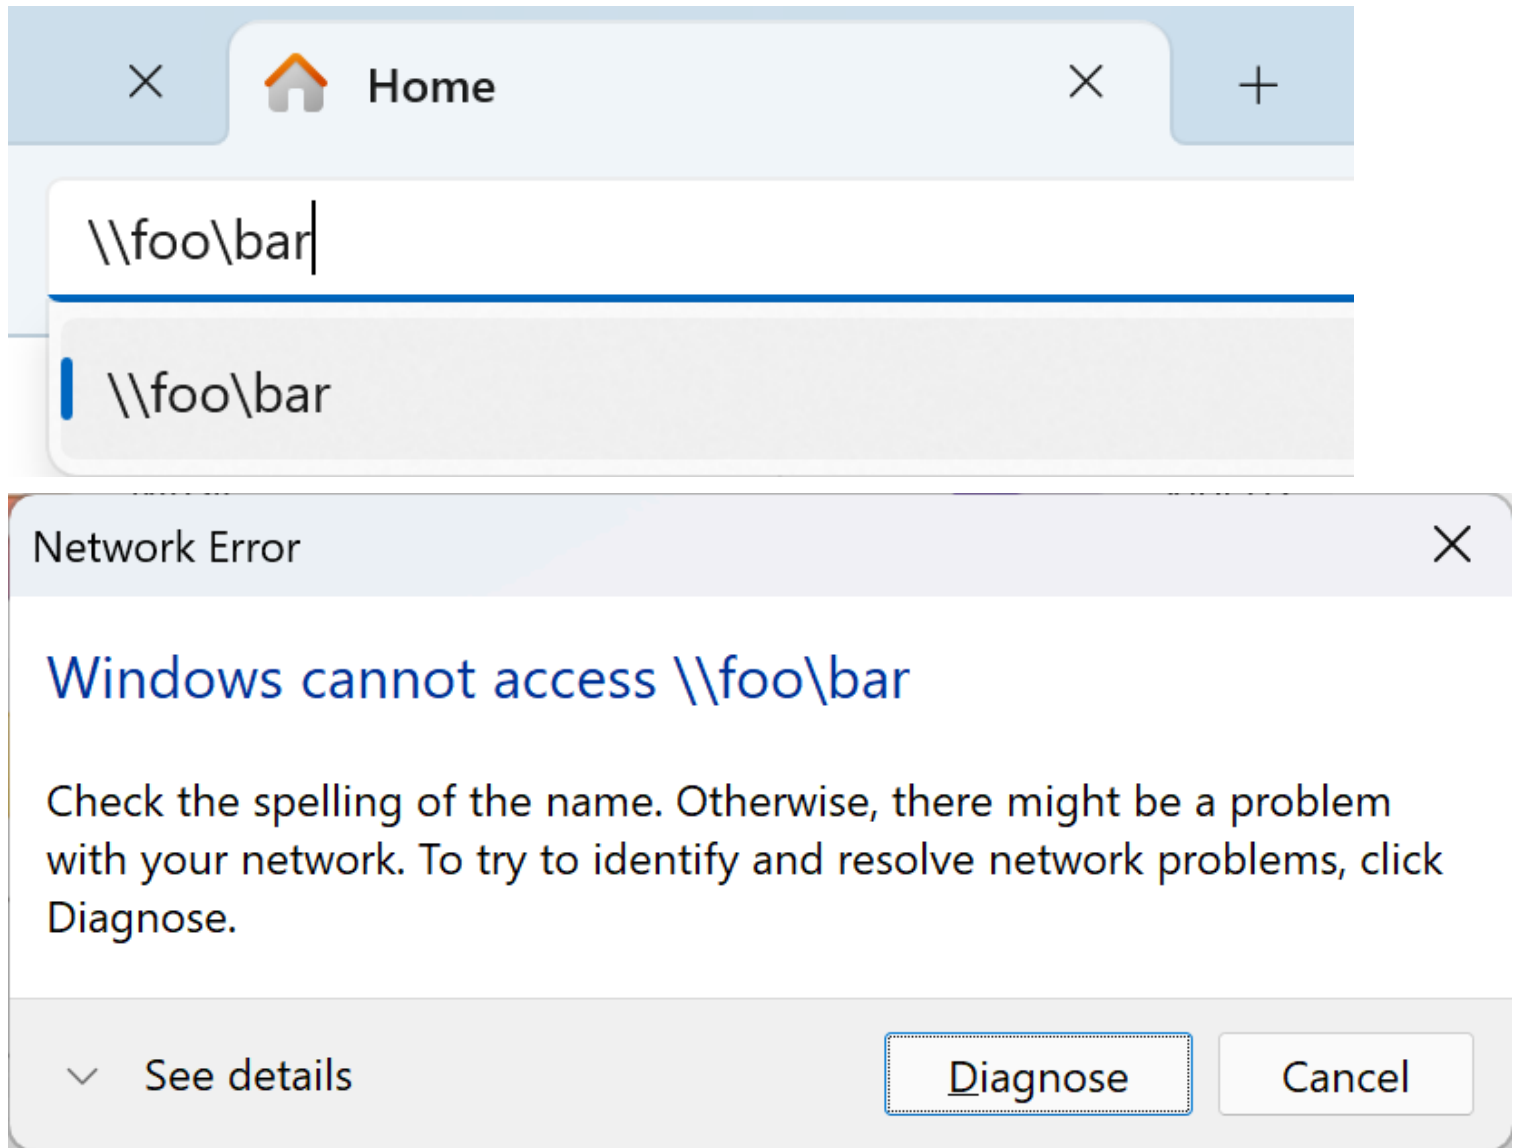 Home
\\foo\bar
\\foo\bar
Network Error
Windows cannot access \\foo\bar
Check the spelling of the name. Otherwise, there might be a problem
with your network. To try to identify and resolve network problems, click
Diagnose.
See details
Diagnose
Cancel